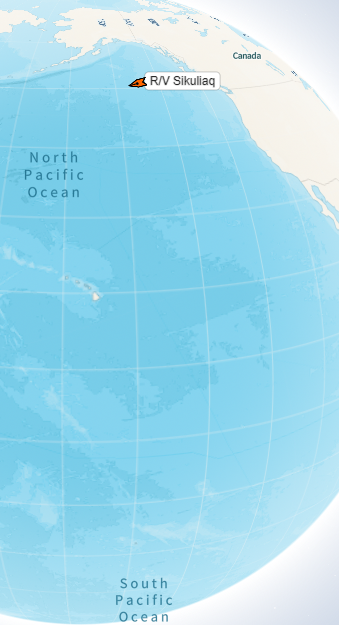 Canada
R/V Sikuliaq
North
Pacific
Ocean
South
Pacific
Ocean